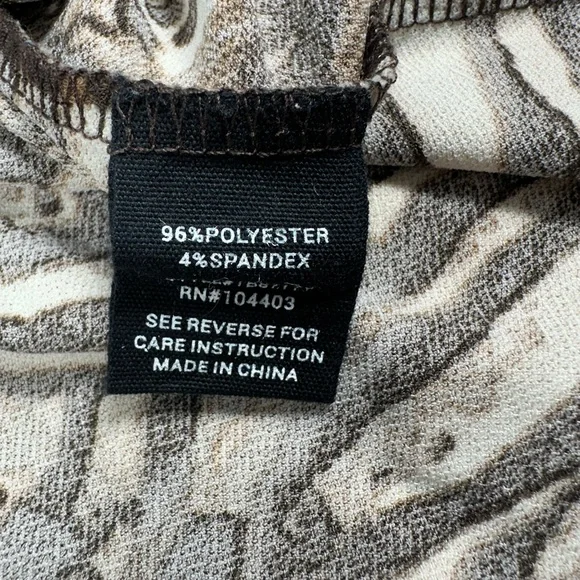 96%POLYESTER
4%SPANDEX
RN#104403
SEE REVERSE FOR
CARE INSTRUCTION
MADE IN CHINA